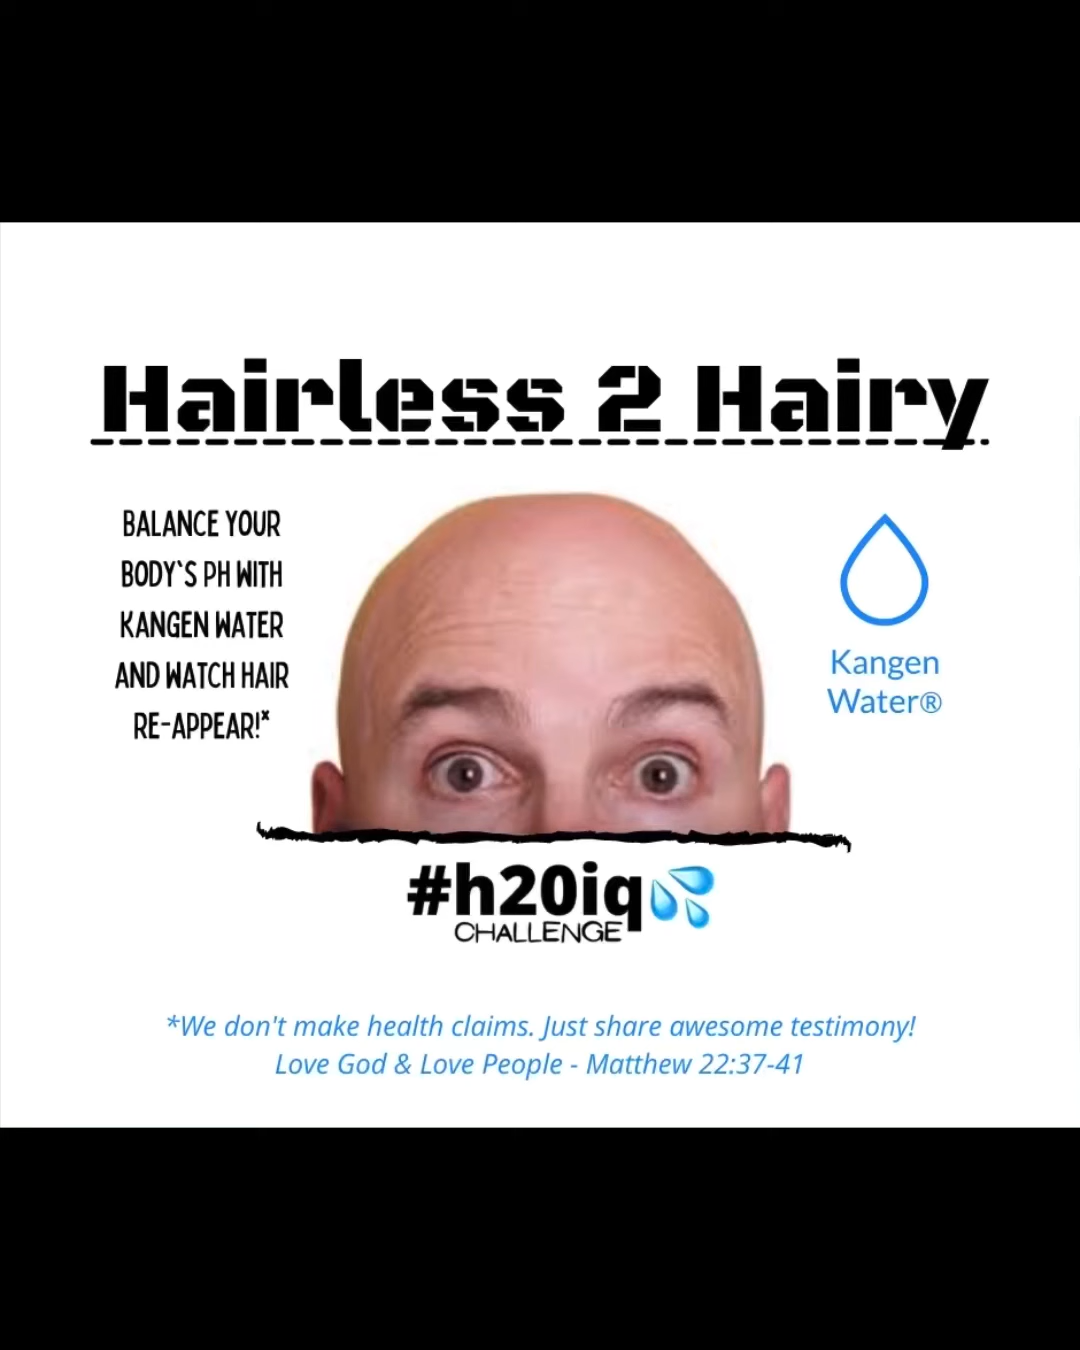 Hairless 2 Hairy
BALANCE YOUR
BODY`S PH WITH
KANGEN WATER
AND WATCH HAIR
RE-APPEAR!*
Kangen
Water®
#h20iq💦
CHALLENGE
*We don't make health claims. Just share awesome testimony!
Love God & Love People - Matthew 22:37-41